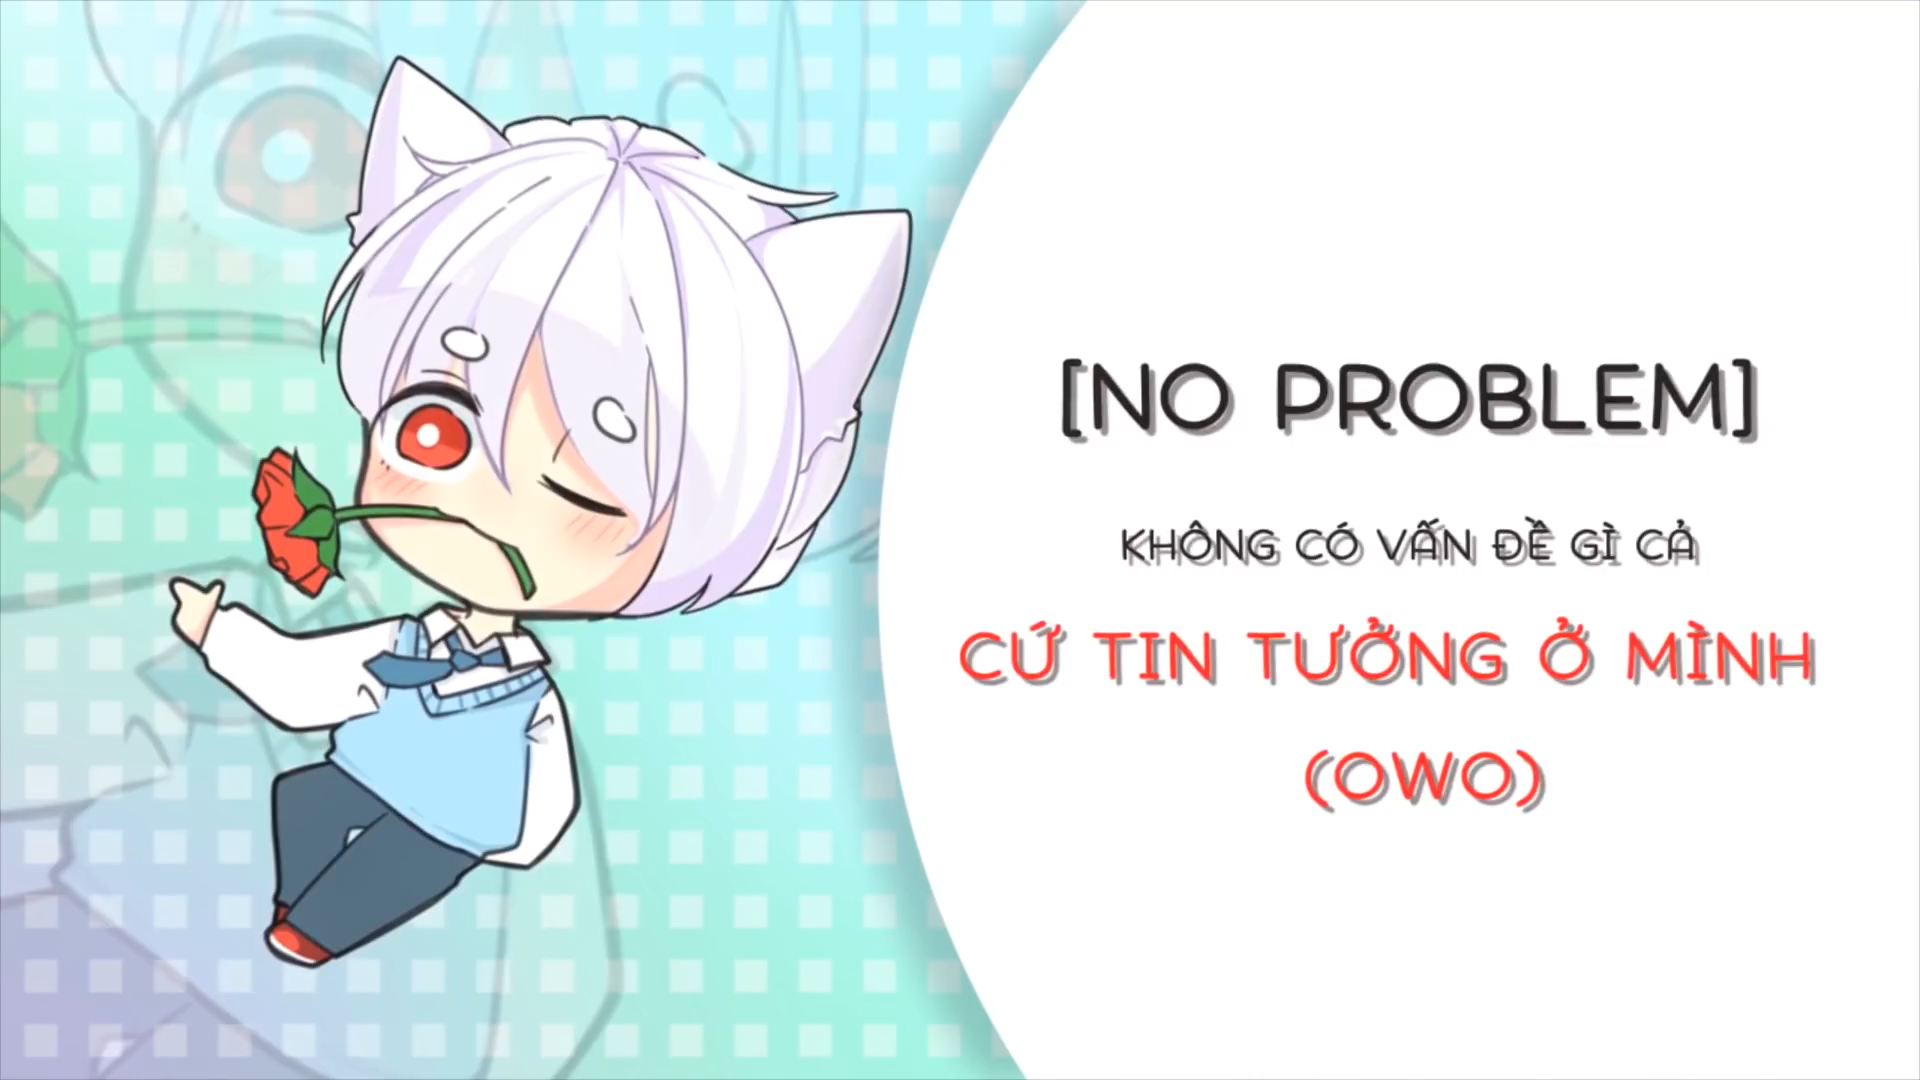 [NO PROBLEM]
KHÔNG CÓ VẤN ĐỀ GÌ CẢ
CỨ TIN TƯỞNG Ở MÌNH
(OWO)